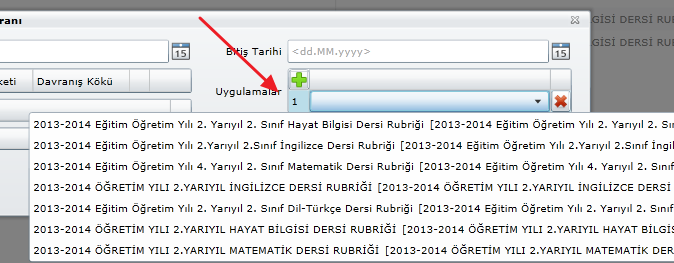 ranı
BİLGİSİ DERSİ RUB
Bitiş Tarihi <dd.MM.yyyy>
15 15
LGİSİ DERSİ RUB
keti Davranış Kökü
Uygulamalar
1
2013-2014 Eğitim Öğretim Yılı 2. Yarıyıl 2. Sınıf Hayat Bilgisi Dersi Rubriği [2013-2014 Eğitim Öğretim Yılı 2. Yarıyıl 2. Sın
2013-2014 Eğitim Öğretim Yılı 2.Yarıyıl 2.Sınıf İngilizce Dersi Rubriği [2013-2014 Eğitim Öğretim Yılı 2.Yarıyıl 2.Sınıf İngil
2013-2014 Eğitim Öğretim Yılı 4. Yarıyıl 2. Sınıf Matematik Dersi Rubriği [2013-2014 Eğitim Öğretim Yılı 4. Yarıyıl 2. Sınıf
2013-2014 ÖĞRETİM YILI 2.YARIYIL İNGİLİZCE DERSİ RUBRİĞİ [2013-2014 ÖĞRETİM YILI 2.YARIYIL İNGİLİZCE DERSİ
2013-2014 Eğitim Öğretim Yılı 2. Yarıyıl 2. Sınıf Dil-Türkçe Dersi Rubriği [2013-2014 Eğitim Öğretim Yılı 2. Yarıyıl 2. Sınıf
2013-2014 ÖĞRETİM YILI 2.YARIYIL HAYAT BİLGİSİ DERSİ RUBRİĞİ [2013-2014 ÖĞRETİM YILI 2.YARIYIL HAYAT BİLGİ
2013-2014 ÖĞRETİM YILI 2.YARIYIL MATEMATİK DERSİ RUBRİĞİ [2013-2014 ÖĞRETİM YILI 2.YARIYIL MATEMATİK DER